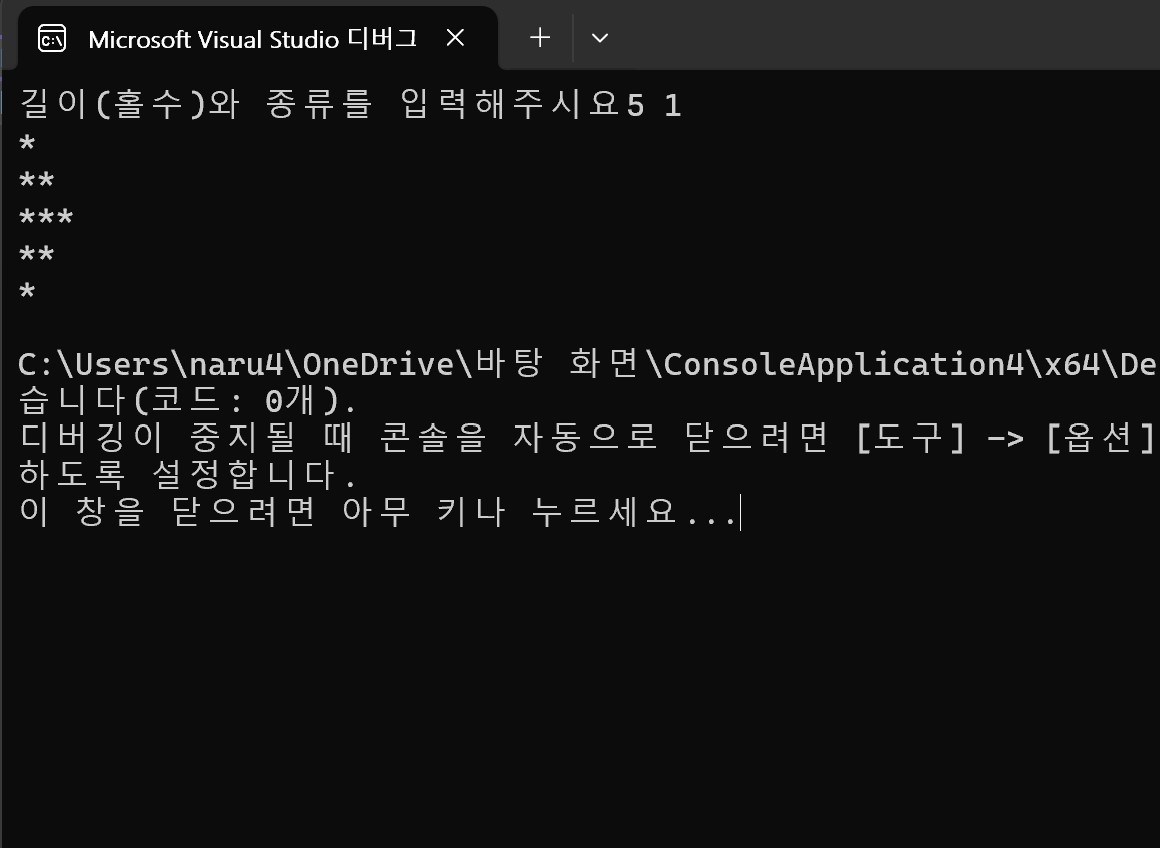 Microsoft Visual Studio 디버그
길이(홀수)와 종류를 입력해주시요5 1
*
**
***
**
*
C:\Users\naru4\OneDrive\바탕 화면\ConsoleApplication4\x64\De
습니다(코드: 0개).
디버깅이 중지될 때 콘솔을 자동으로 닫으려면 [도구] -> [옵션]
하도록 설정합니다.
이 창을 닫으려면 아무 키나 누르세요...